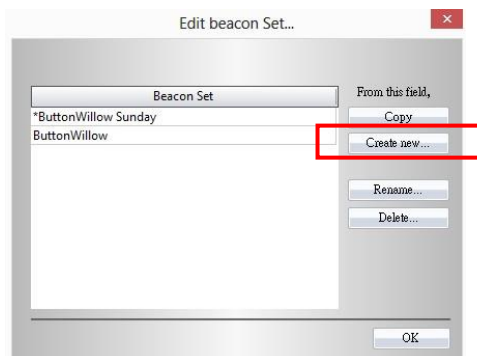 Edit beacon Set...
×
Beacon Set
From this field,
*ButtonWillow Sunday
Copy
ButtonWillow
Create new...
Rename...
Delete...
OK